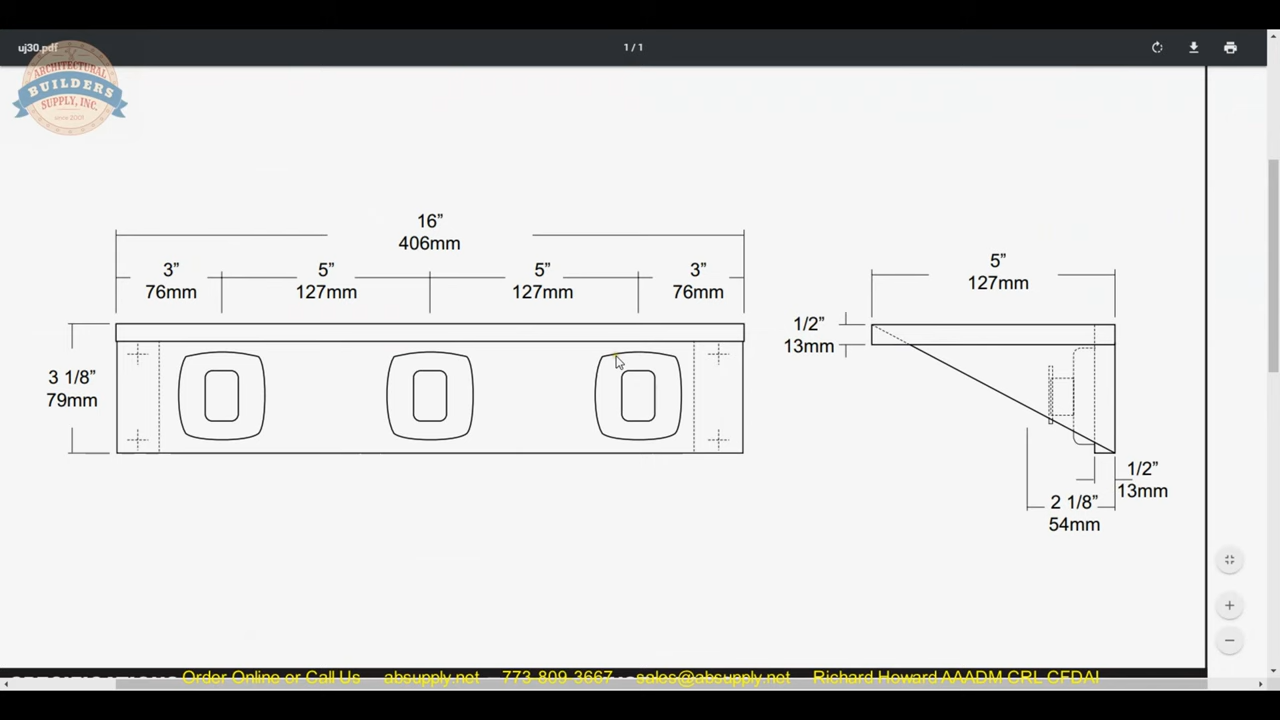 uj30.pdf
1 / 1
ARCHITECTURAL
BUILDERS
SUPPLY, INC.
since 2001
16”
406mm
3”
5”
5”
3”
76mm
127mm
127mm
76mm
3 1/8”
79mm
5”
127mm
1/2”
13mm
1/2”
13mm
2 1/8”
54mm
Order Online or Call Us absupply.net 773-809-3667 sales@absupply.net Richard Howard AAADM CRL CFDAI